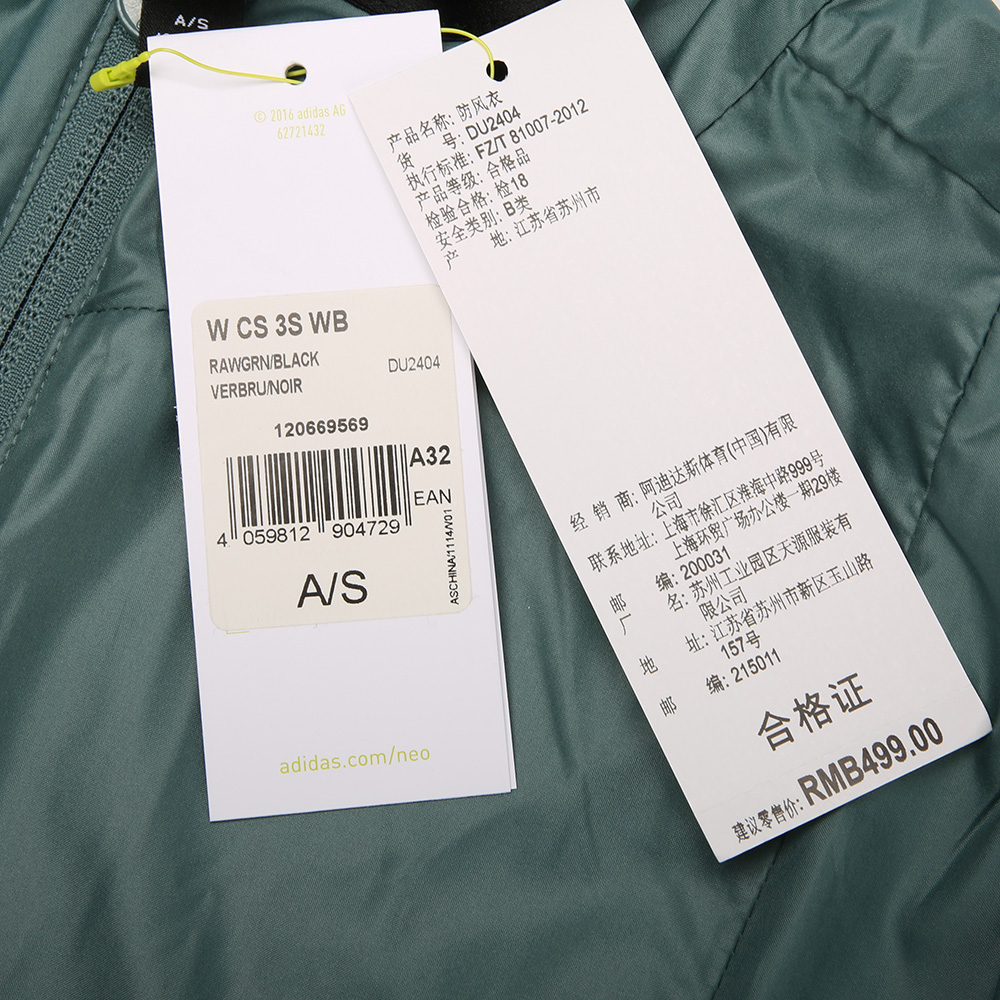 A/S
© 2016 adidas AG
62721432
W CS 3S WB
RAWGRN/BLACK
DU2404
VERBRU/NOIR
120669569
A32
EAN
4 059812 904729
A/S
ASCHINA/1114/V01
adidas.com/neo
产品名称: 防风衣
货 号: DU2404
执行标准: FZ/T 81007-2012
产品等级: 合格品
检验合格: 检18
安全类别: B类
产 地: 江苏省苏州市
经 销 商: 阿迪达斯体育(中国)有限
公司
联系地址: 上海市徐汇区淮海中路999号
上海环贸广场办公楼一期29楼
邮 编: 200031
厂 名: 苏州工业园区天源服装有
限公司
地 址: 江苏省苏州市新区玉山路
157号
邮 编: 215011
合格证
建议零售价: RMB499.00